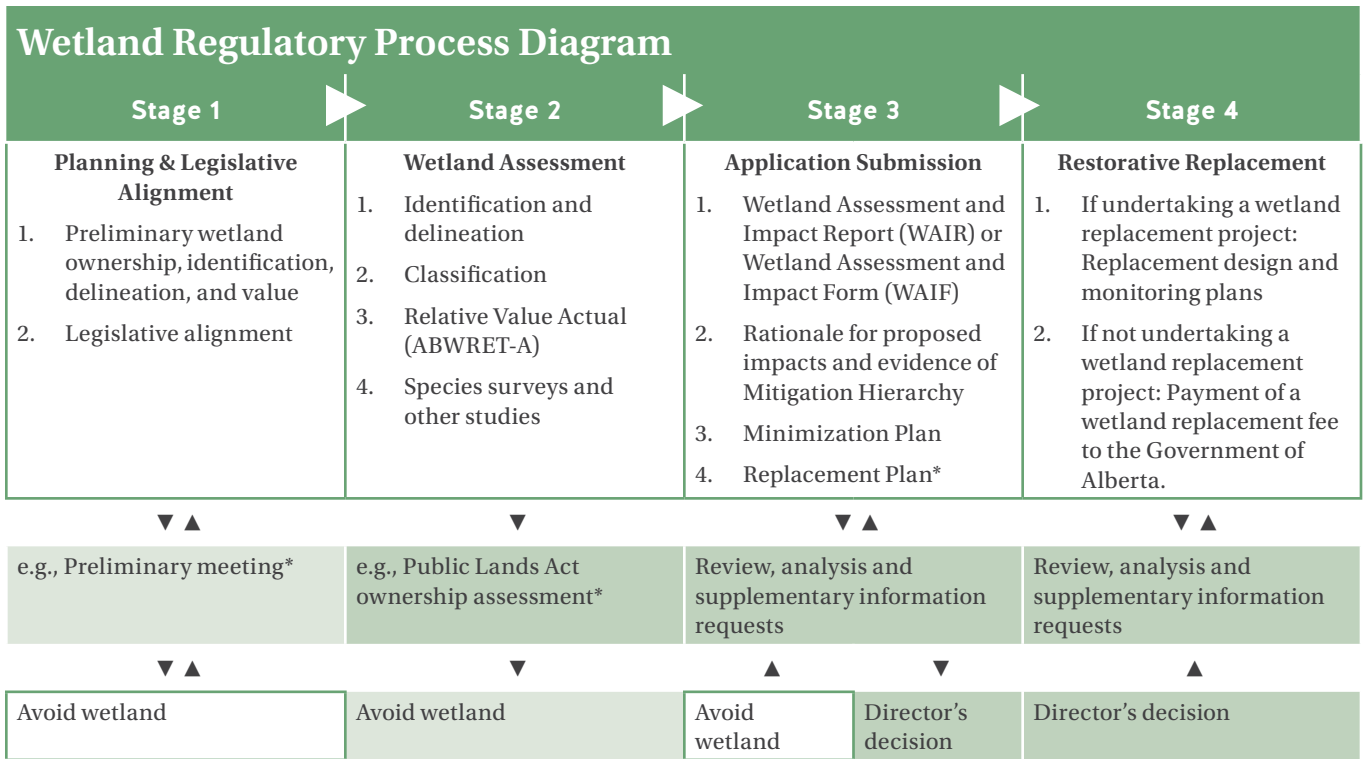 Wetland Regulatory Process Diagram
Stage 1
Stage 2
Stage 3
Stage 4
Planning & Legislative
Alignment
1. Preliminary wetland
ownership, identification,
delineation, and value
2. Legislative alignment
Wetland Assessment
1. Identification and
delineation
2. Classification
3. Relative Value Actual
(ABWRET-A)
4. Species surveys and
other studies
Application Submission
1. Wetland Assessment and
Impact Report (WAIR) or
Wetland Assessment and
Impact Form (WAIF)
2. Rationale for proposed
impacts and evidence of
Mitigation Hierarchy
3. Minimization Plan
4. Replacement Plan*
Restorative Replacement
1. If undertaking a wetland
replacement project:
Replacement design and
monitoring plans
2. If not undertaking a
wetland replacement
project: Payment of a
wetland replacement fee
to the Government of
Alberta.
e.g., Preliminary meeting*
e.g., Public Lands Act
ownership assessment*
Review, analysis and
supplementary information
requests
Review, analysis and
supplementary information
requests
Avoid wetland
Avoid wetland
Avoid
wetland
Director's
decision
Director's decision